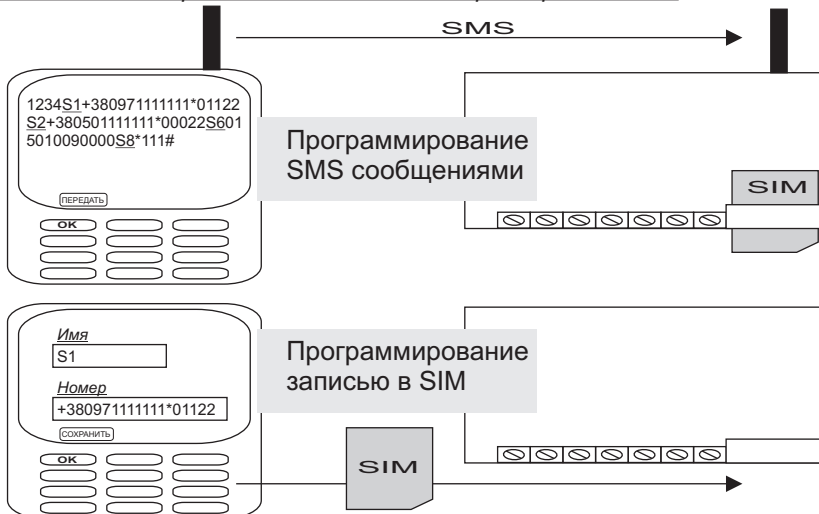 SMS
1234S1+380971111111*01122
S2+380501111111*00022S601
5010090000S8*111#
ПЕРЕДАТЬ
OK
Программирование
SMS сообщениями
SIM
Имя
S1
Номер
+380971111111*01122
СОХРАНИТЬ
OK
Программирование
записью в SIM
SIM